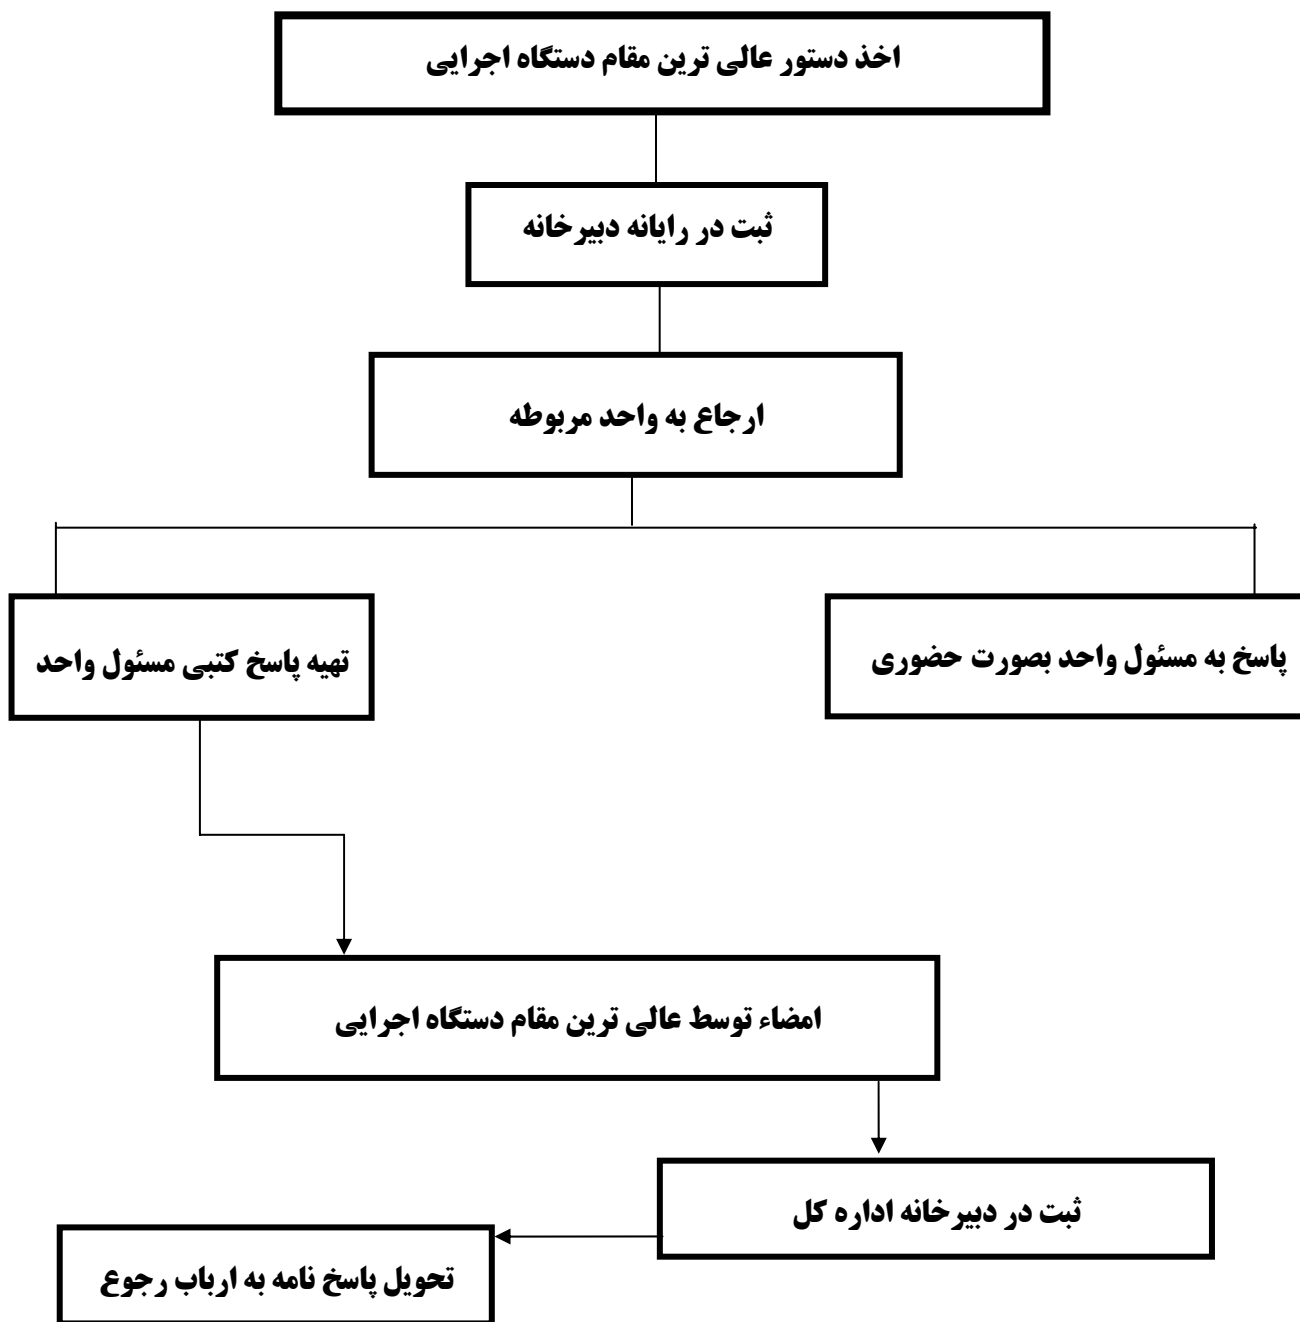 اخذ دستور عالی ترین مقام دستگاه اجرایی
ثبت در رایانه دبیرخانه
ارجاع به واحد مربوطه
پاسخ به مسئول واحد بصورت حضوری
تهیه پاسخ کتبی مسئول واحد
امضاء توسط عالی ترین مقام دستگاه اجرایی
ثبت در دبیرخانه اداره کل
تحویل پاسخ نامه به ارباب رجوع